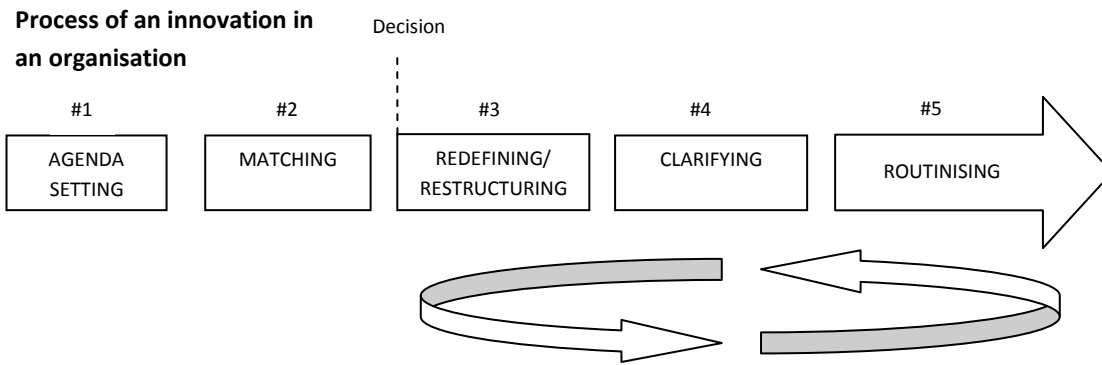 Process of an innovation in
an organisation
Decision
#1
#2
#3
#4
#5
AGENDA
SETTING
MATCHING
REDEFINING/
RESTRUCTURING
CLARIFYING
ROUTINISING